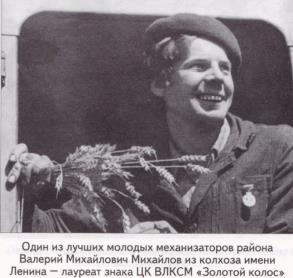 Один из лучших молодых механизаторов района
Валерий Михайлович Михайлов из колхоза имени
Ленина — лауреат знака ЦК ВЛКСМ «Золотой колос»